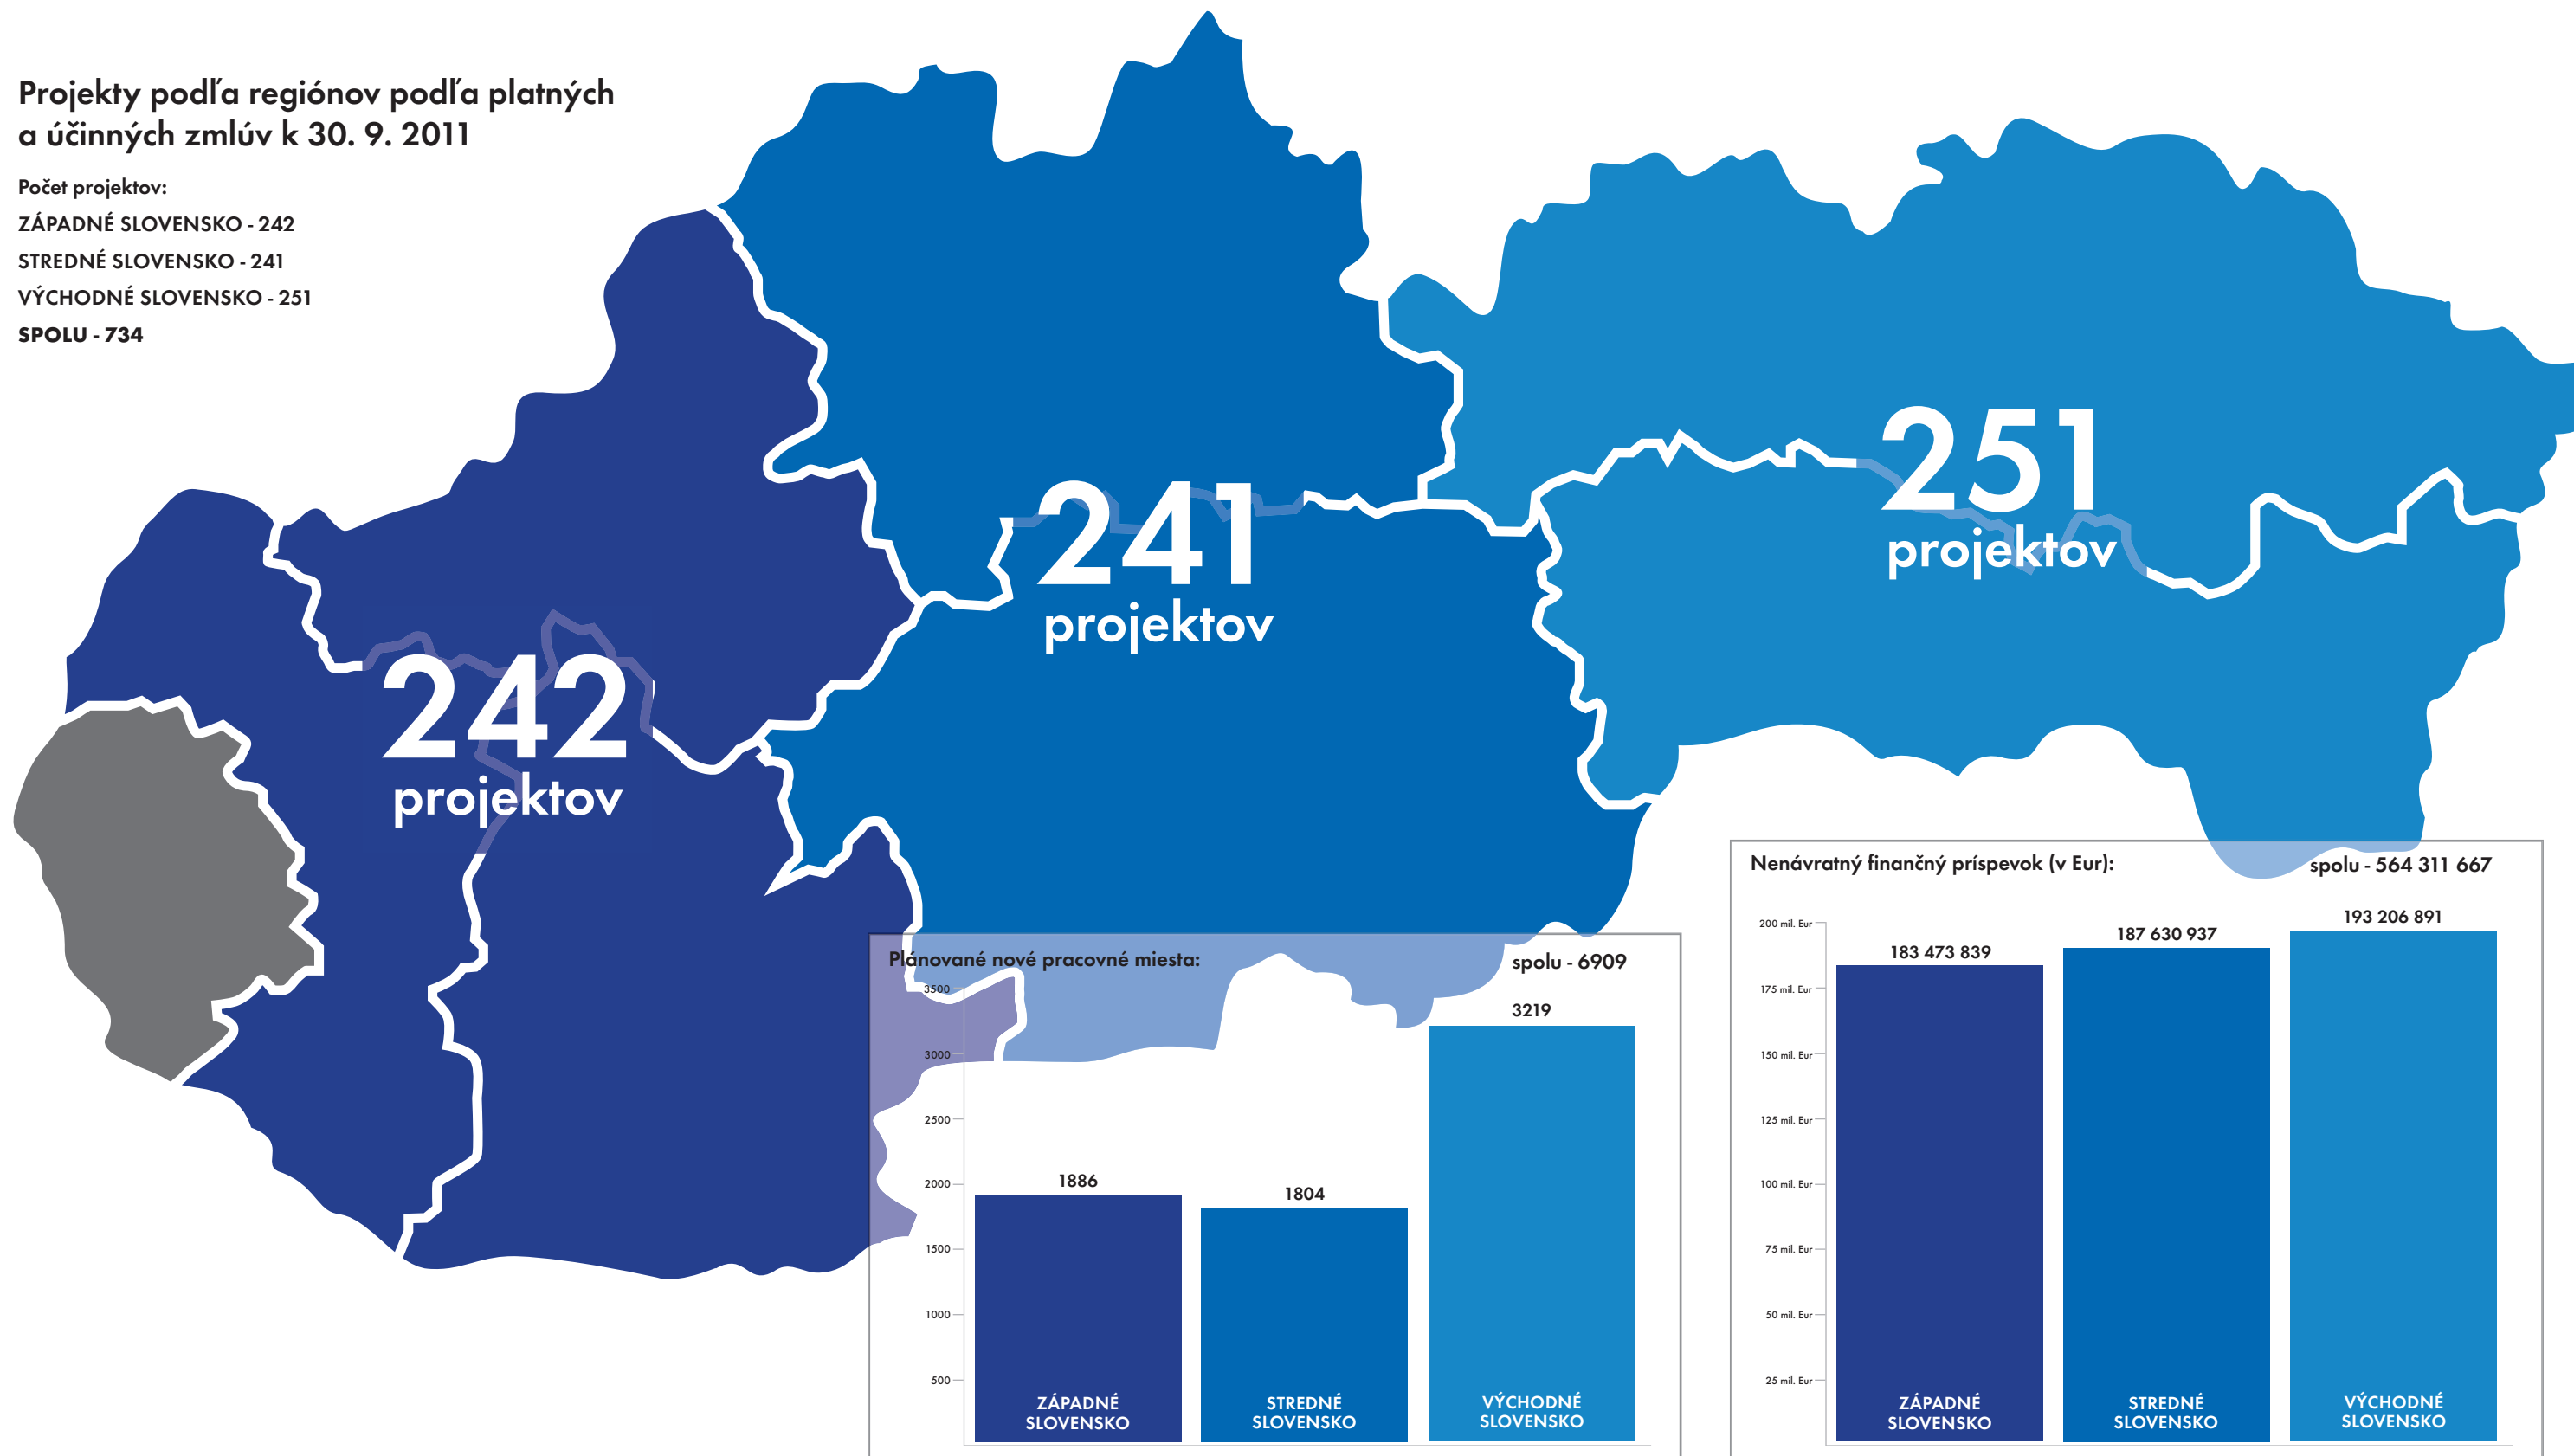 Projekty podľa regiónov podľa platných
a účinných zmlúv k 30. 9. 2011
Počet projektov:
ZÁPADNÉ SLOVENSKO - 242
STREDNÉ SLOVENSKO - 241
VÝCHODNÉ SLOVENSKO - 251
SPOLU - 734
251
projektov
241
projektov
242
projektov
Plánované nové pracovné miesta:
spolu - 6909
3500
3000
2500
2000
1500
1000
500
1886
1804
3219
ZÁPADNÉ
SLOVENSKO
STREDNÉ
SLOVENSKO
VÝCHODNÉ
SLOVENSKO
Nenávratný finančný príspevok (v Eur):
spolu - 564 311 667
200 mil. Eur
175 mil. Eur
150 mil. Eur
125 mil. Eur
100 mil. Eur
75 mil. Eur
50 mil. Eur
25 mil. Eur
183 473 839
187 630 937
193 206 891
ZÁPADNÉ
SLOVENSKO
STREDNÉ
SLOVENSKO
VÝCHODNÉ
SLOVENSKO